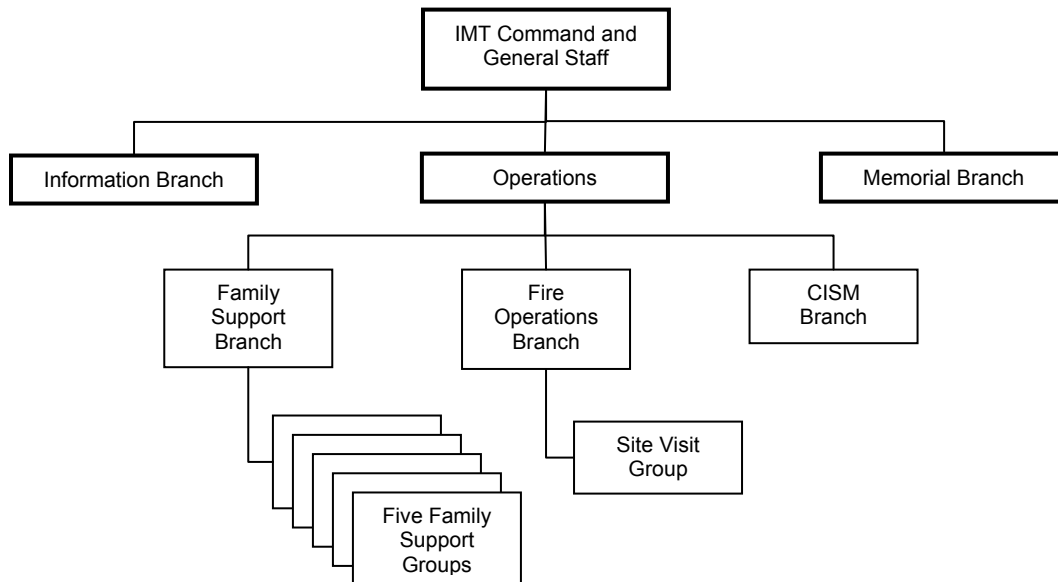 IMT Command and
General Staff
Information Branch
Operations
Memorial Branch
Family
Support
Branch
Fire
Operations
Branch
CISM
Branch
Site Visit
Group
Five Family
Support
Groups